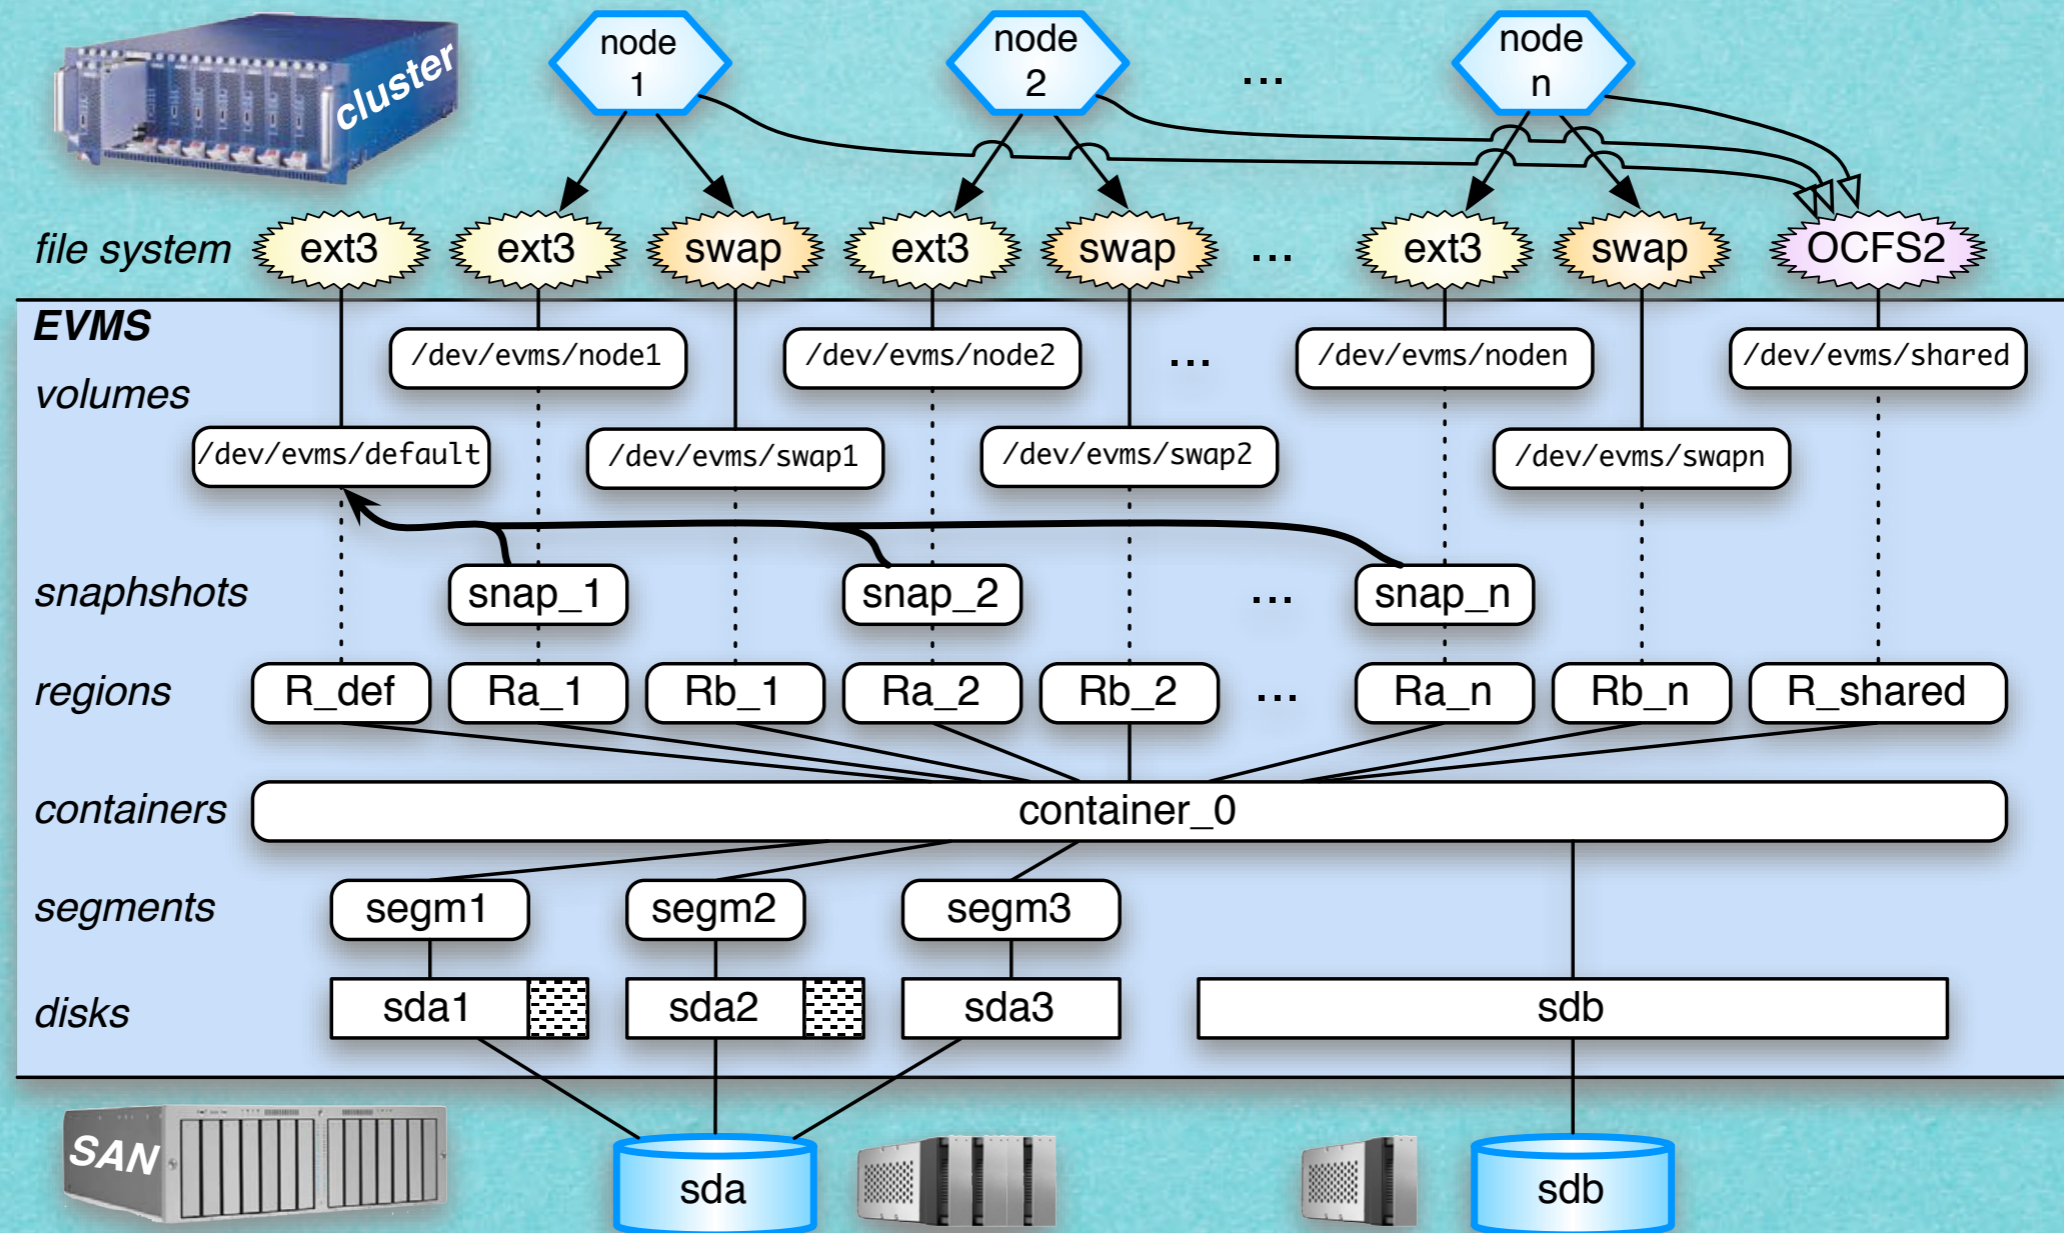 cluster
node
1
node
2
...
node
n
file system
ext3
ext3
swap
ext3
swap
...
ext3
swap
OCFS2
EVMS
volumes
/dev/evms/node1
/dev/evms/node2
...
/dev/evms/noden
/dev/evms/shared
/dev/evms/default
/dev/evms/swap1
/dev/evms/swap2
/dev/evms/swapn
snaphshots
snap_1
snap_2
...
snap_n
regions
R_def
Ra_1
Rb_1
Ra_2
Rb_2
...
Ra_n
Rb_n
R_shared
containers
container_0
segments
segm1
segm2
segm3
disks
sda1
sda2
sda3
sdb
SAN
sda
sdb